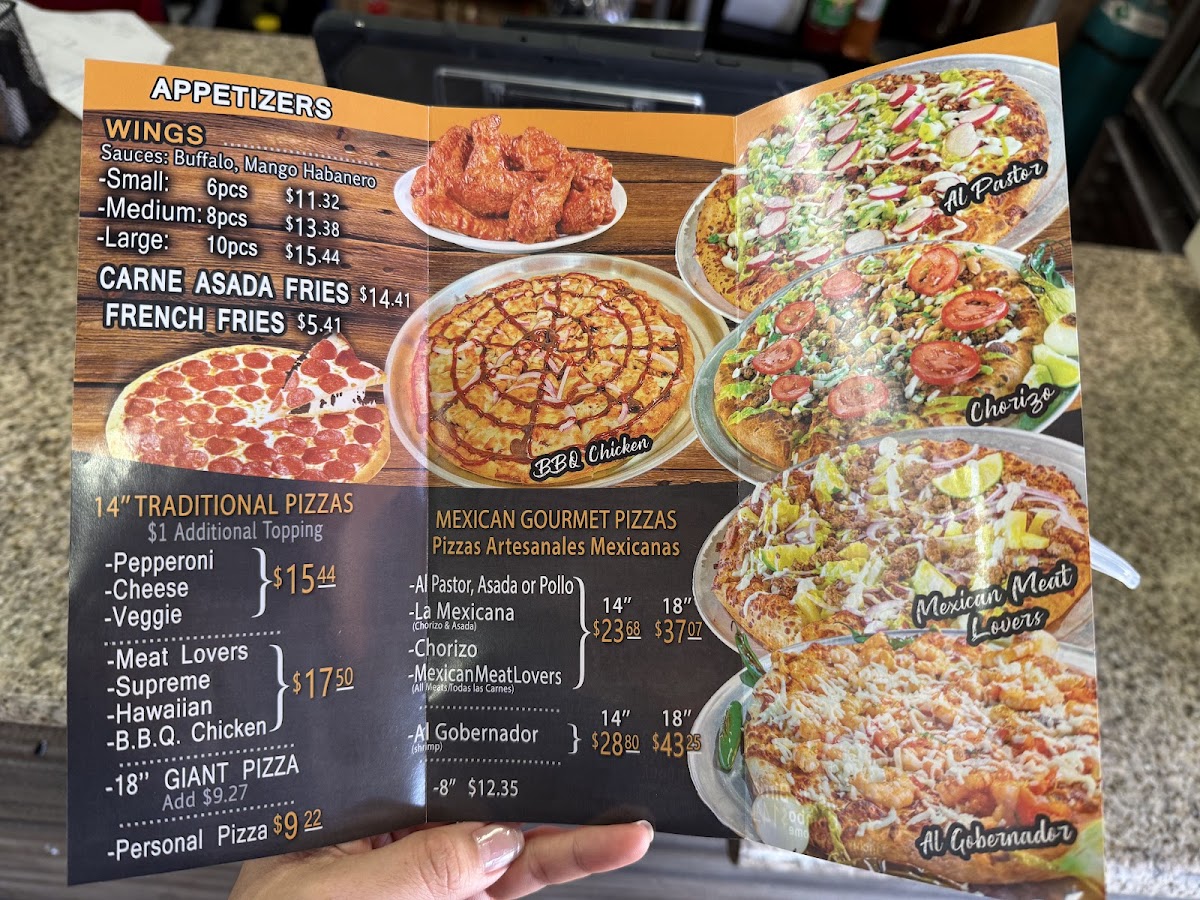 APPETIZERS
WINGS
Sauces: Buffalo, Mango Habanero
-Small: 6pcs $11.32
-Medium: 8pcs $13.38
-Large: 10pcs $15.44
CARNE ASADA FRIES $14.41
FRENCH FRIES $5.41
14" TRADITIONAL PIZZAS
$1 Additional Topping
-Pepperoni
-Cheese
-Veggie
$15 44
-Meat Lovers
-Supreme
-Hawaiian
-B.B.Q. Chicken
$17 50
-18" GIANT PIZZA
Add $9.27
-Personal Pizza $9 22
BBQ Chicken
MEXICAN GOURMET PIZZAS
Pizzas Artesanales Mexicanas
-Al Pastor, Asada or Pollo
-La Mexicana
(Chorizo & Asada)
-Chorizo
-Mexican Meat Lovers
(All Meats/Todas las Carnes)
14" 18"
$23 68 $37 07
-Al Gobernador
(shrimp)
14" 18"
$28 80 $43 25
-8" $12.35
Al Pastor
Chorizo
Mexican Meat
Lovers
Al Gobernador